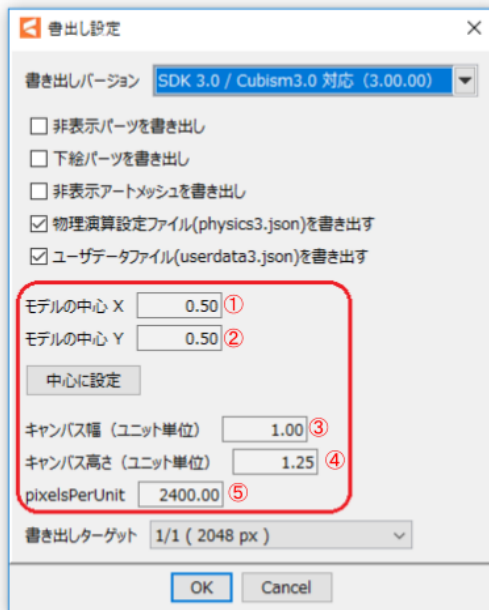 書き出し設定
書き出しバージョン SDK 3.0 / Cubism3.0 対応（3.00.00）
非表示パーツを書き出し
下絵パーツを書き出し
非表示アートメッシュを書き出し
物理演算設定ファイル(physics3.json)を書き出す
ユーザデータファイル(userdata3.json)を書き出す
モデルの中心 X 0.50 ①
モデルの中心 Y 0.50 ②
中心に設定
キャンバス幅（ユニット単位） 1.00 ③
キャンバス高さ（ユニット単位） 1.25 ④
pixelsPerUnit 2400.00 ⑤
書き出しターゲット 1/1 ( 2048 px )
OK Cancel